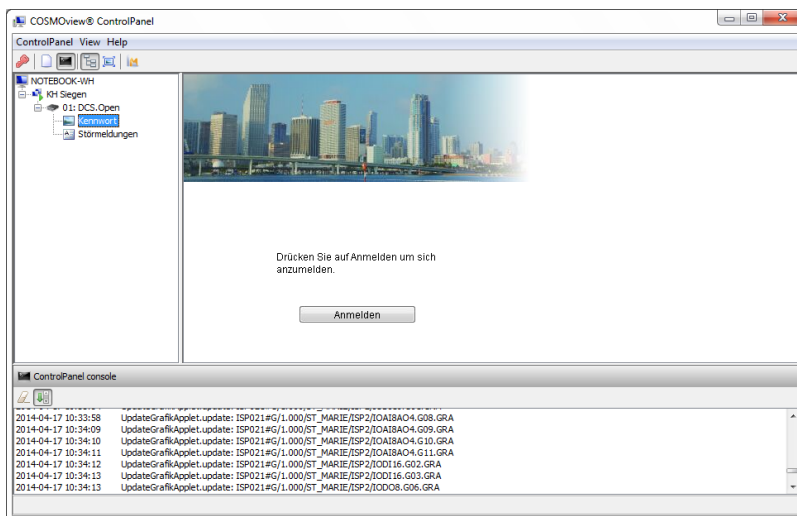 COSMOview® ControlPanel
ControlPanel View Help
NOTEBOOK-WH
KH Siegen
01: DCS.Open
Kennwort
Störmeldungen
Drücken Sie auf Anmelden um sich
anzumelden.
Anmelden
ControlPanel console
2014-04-17 10:33:58 UpdateGrafikApplet.update: ISP021#G/1.000/ST_MARIE/ISP2/IOAI8AO4.G08.GRA
2014-04-17 10:34:09 UpdateGrafikApplet.update: ISP021#G/1.000/ST_MARIE/ISP2/IOAI8AO4.G09.GRA
2014-04-17 10:34:10 UpdateGrafikApplet.update: ISP021#G/1.000/ST_MARIE/ISP2/IOAI8AO4.G10.GRA
2014-04-17 10:34:11 UpdateGrafikApplet.update: ISP021#G/1.000/ST_MARIE/ISP2/IOAI8AO4.G11.GRA
2014-04-17 10:34:12 UpdateGrafikApplet.update: ISP021#G/1.000/ST_MARIE/ISP2/IODI16.G02.GRA
2014-04-17 10:34:13 UpdateGrafikApplet.update: ISP021#G/1.000/ST_MARIE/ISP2/IODI16.G03.GRA
2014-04-17 10:34:13 UpdateGrafikApplet.update: ISP021#G/1.000/ST_MARIE/ISP2/IODO8.G06.GRA